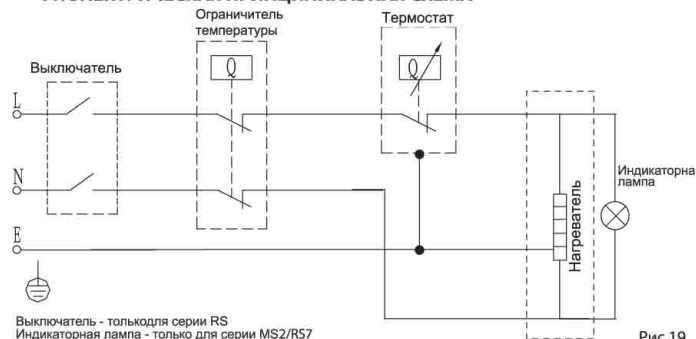 Ограничитель
температуры
Термостат
Выключатель
Q
Q
L
N
E
Индикаторна
лампа
Нагреватель
Выключатель - толькодля серии RS
Индикаторная лампа - только для серии MS2/RS7
Рис.19